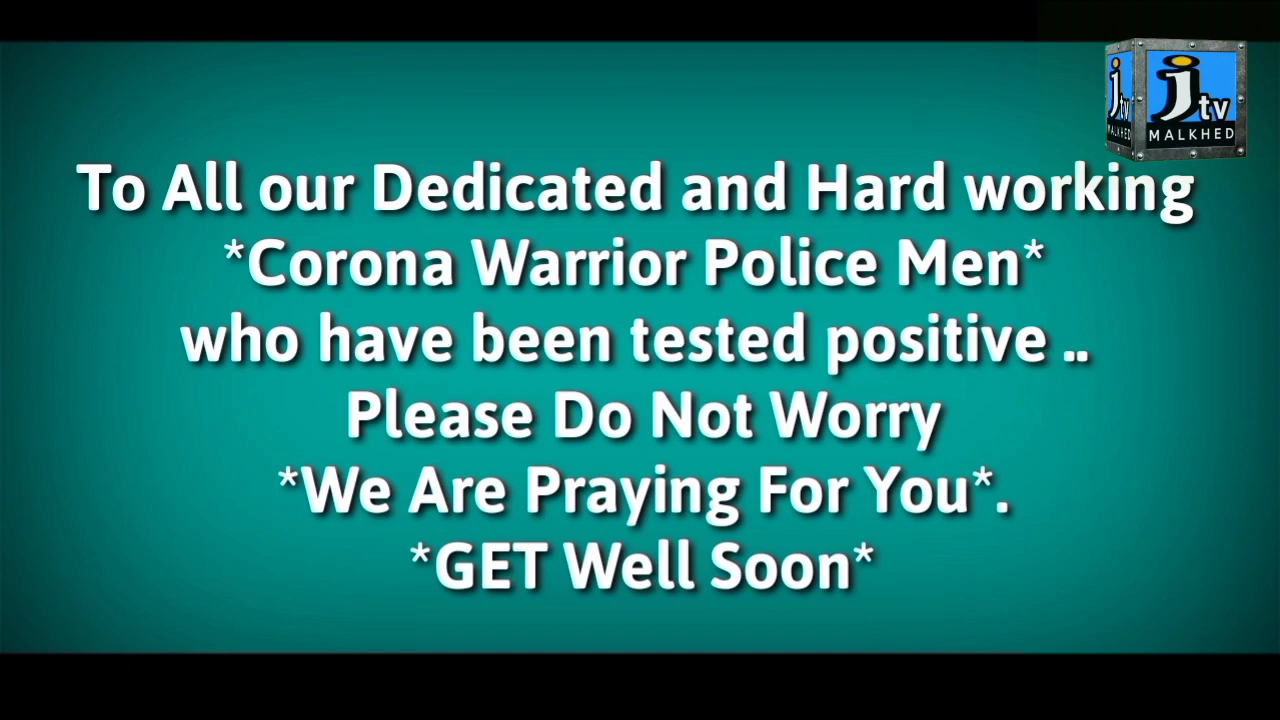 jtv
MALKHED
To All our Dedicated and Hard working
*Corona Warrior Police Men*
who have been tested positive ..
Please Do Not Worry
*We Are Praying For You*.
*GET Well Soon*